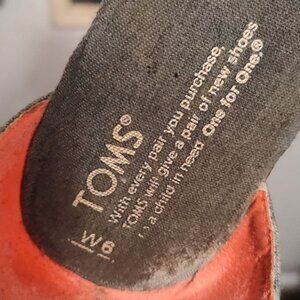 TOMS®
With every pair you purchase,
TOMS will give a pair of new shoes
to a child in need. One for One.®
W6